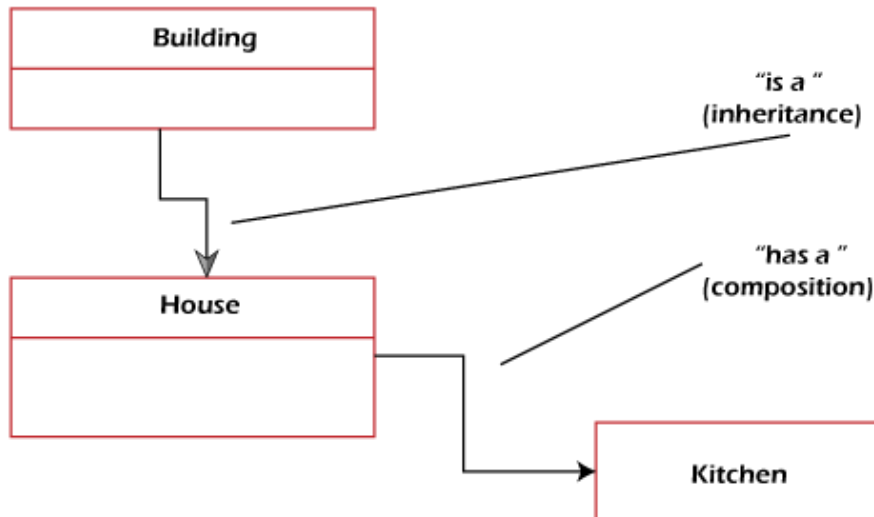 Building
“is a ”
(inheritance)
“has a ”
(composition)
House
Kitchen